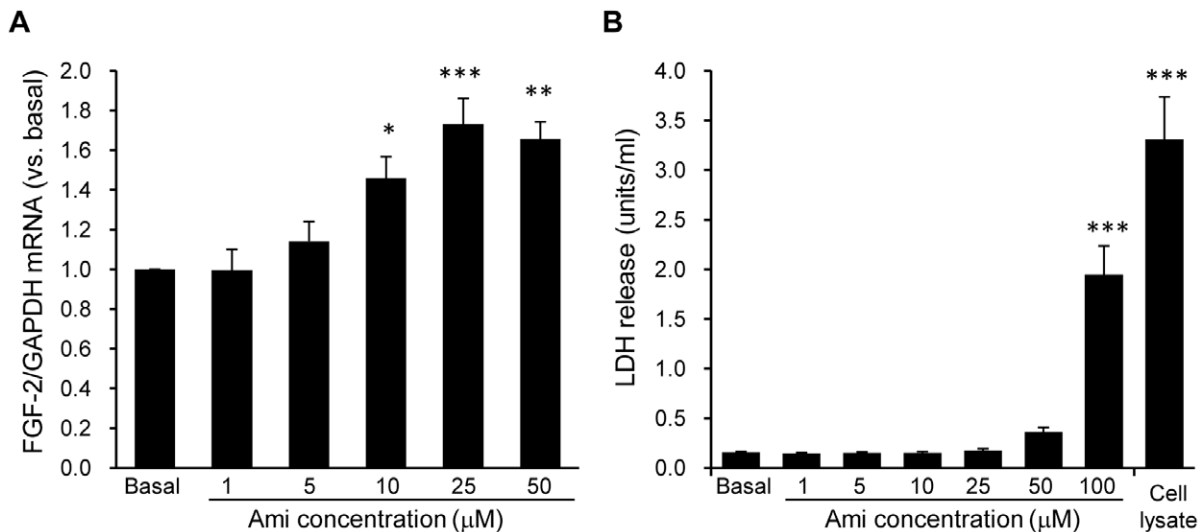 A
FGF-2/GAPDH mRNA (vs. basal)
2.0
1.8
1.6
1.4
1.2
1.0
0.8
0.6
0.4
0.2
0.0
*
***
**
Basal 1 5 10 25 50
Ami concentration (μM)
B
LDH release (units/ml)
4.0
3.5
3.0
2.5
2.0
1.5
1.0
0.5
0.0
***
***
Basal 1 5 10 25 50 100 Cell
lysate
Ami concentration (μM)